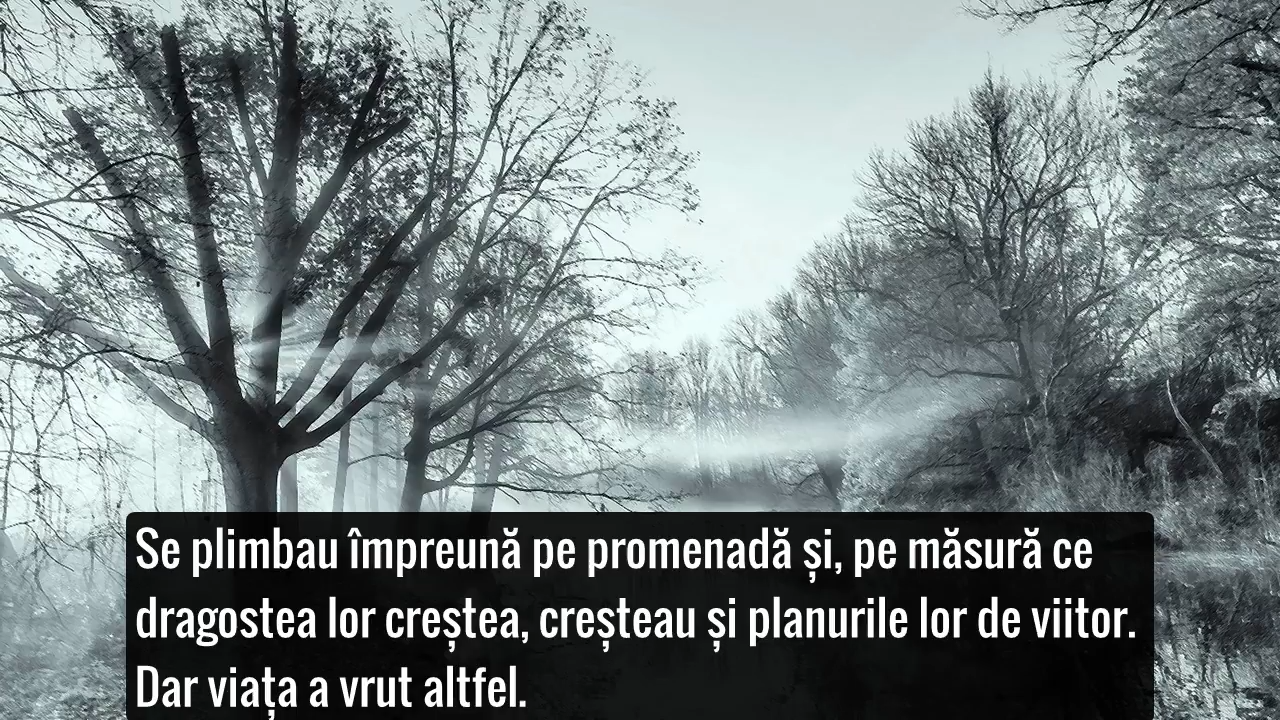 Se plimbau împreună pe promenadă și, pe măsură ce
dragostea lor creștea, creșteau și planurile lor de viitor.
Dar viața a vrut altfel.